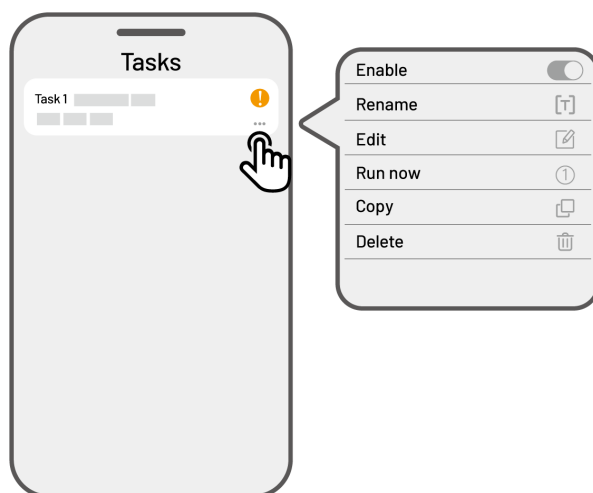 Tasks
Task 1
Enable
Rename
Edit
Run now
Copy
Delete